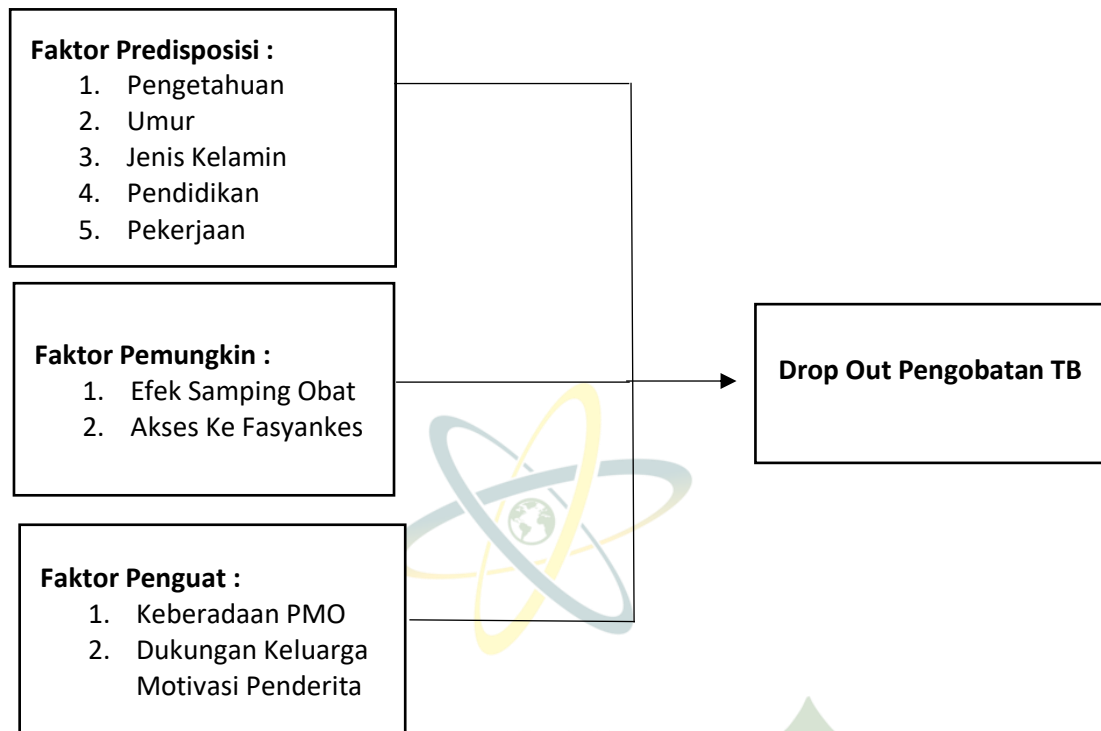 Faktor Predisposisi :
1. Pengetahuan
2. Umur
3. Jenis Kelamin
4. Pendidikan
5. Pekerjaan
Faktor Pemungkin :
1. Efek Samping Obat
2. Akses Ke Fasyankes
Drop Out Pengobatan TB
Faktor Penguat :
1. Keberadaan PMO
2. Dukungan Keluarga
Motivasi Penderita